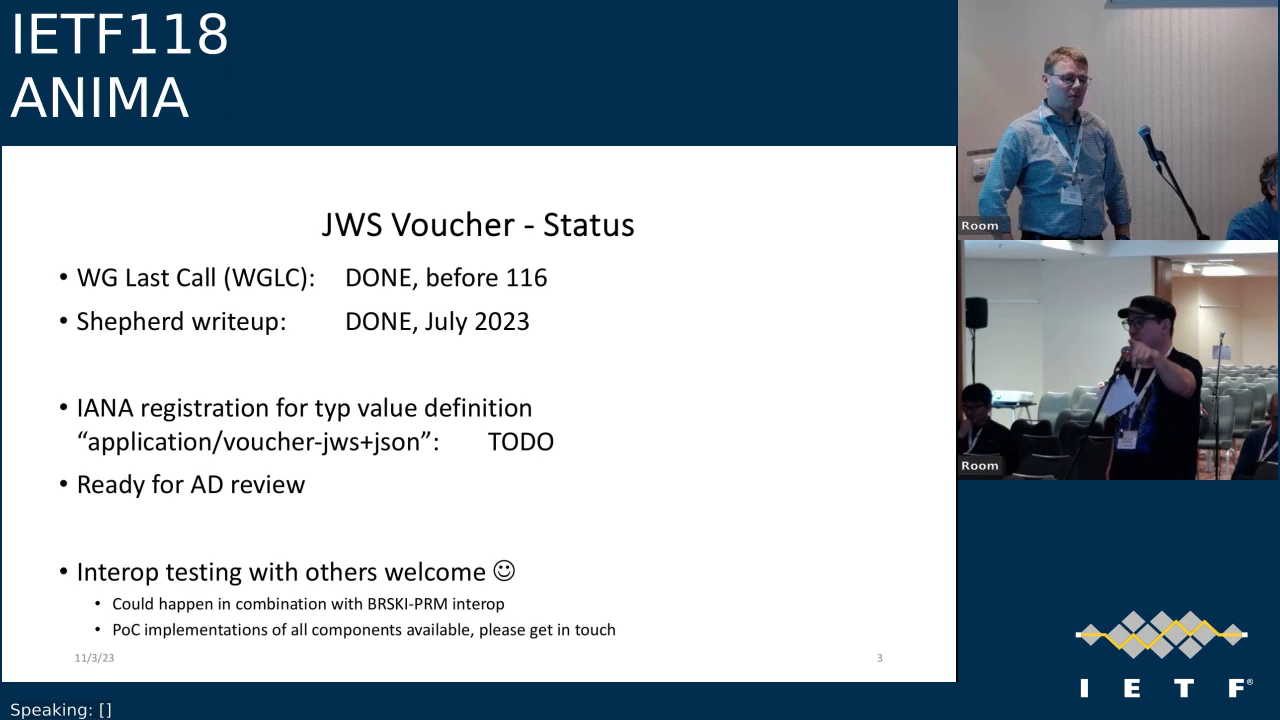 IETF118
ANIMA
JWS Voucher - Status
• WG Last Call (WGLC): DONE, before 116
• Shepherd writeup: DONE, July 2023
• IANA registration for typ value definition
“application/voucher-jws+json”: TODO
• Ready for AD review
• Interop testing with others welcome ☺
• Could happen in combination with BRSKI-PRM interop
• PoC implementations of all components available, please get in touch
11/3/23
3
Room
Room
I E T F®
Speaking: []